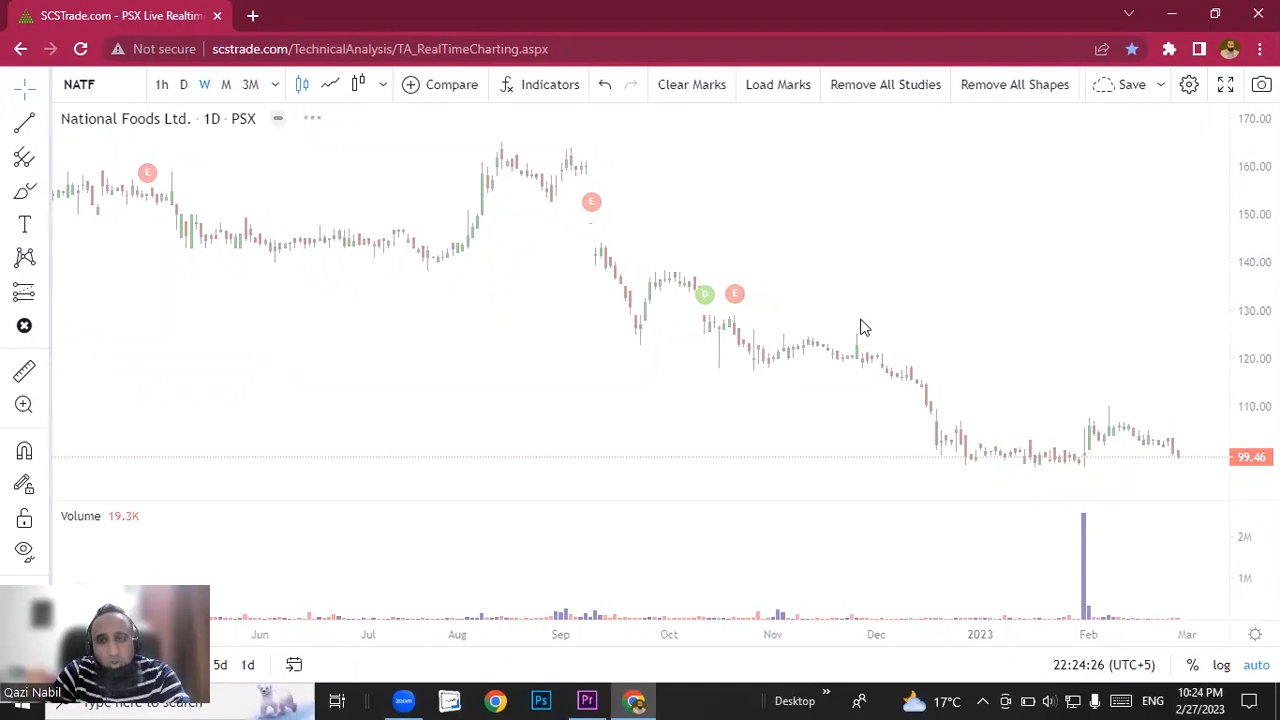 SCSTrade.com - PSX Live Realtim
Not secure scstrade.com/TechnicalAnalysis/TA_RealTimeCharting.aspx
NATF 1h D W M 3M Compare Indicators Clear Marks Load Marks Remove All Studies Remove All Shapes Save
National Foods Ltd. · 1D · PSX
170.00
160.00
150.00
140.00
130.00
120.00
110.00
99.46
E
E
D E
Volume 19.3K
2M
1M
Jun Jul Aug Sep Oct Nov Dec 2023 Feb Mar
5d 1d 22:24:26 (UTC+5) % log auto
Qazi Nabil
Type here to search
Desktop 17°C ENG 10:24 PM
2/27/2023